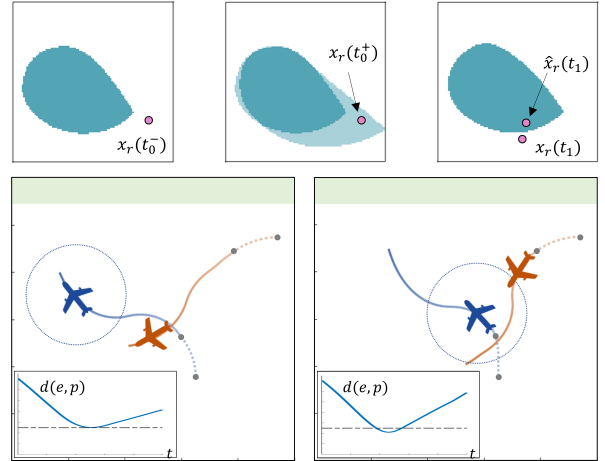 x_r(t_0^-)
x_r(t_0^+)
x̂_r(t_1)
x_r(t_1)
d(e,p)
t
d(e,p)
t